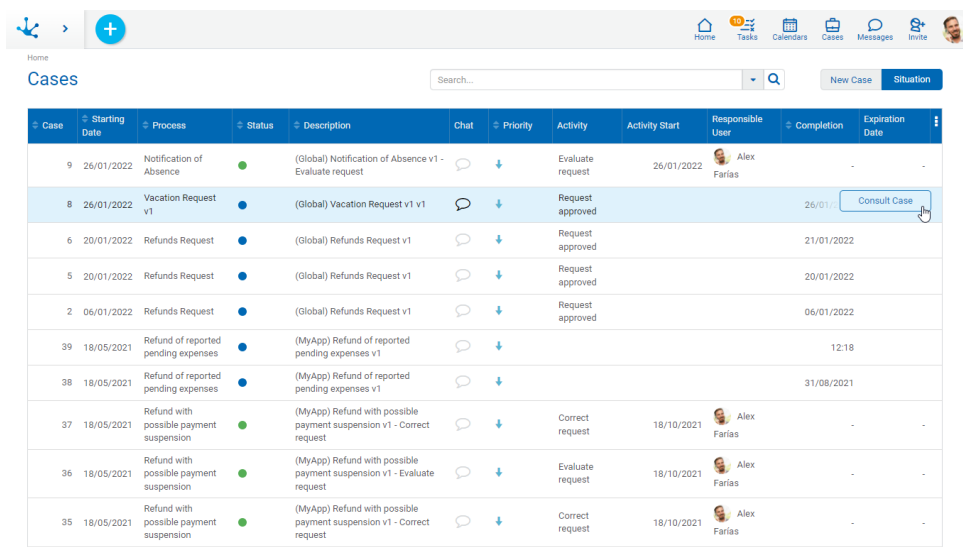 10
Home
Tasks
Calendars
Cases
Messages
Invite
Home
Cases
Search...
New Case
Situation
Case
Starting
Date
Process
Status
Description
Chat
Priority
Activity
Activity Start
Responsible
User
Completion
Expiration
Date
9 26/01/2022 Notification of
Absence
(Global) Notification of Absence v1 -
Evaluate request
Evaluate
request
26/01/2022
Alex
Farías
- -
8 26/01/2022 Vacation Request
v1
(Global) Vacation Request v1 v1
Request
approved
26/01/
Consult Case
6 20/01/2022 Refunds Request
(Global) Refunds Request v1
Request
approved
21/01/2022
5 20/01/2022 Refunds Request
(Global) Refunds Request v1
Request
approved
20/01/2022
2 06/01/2022 Refunds Request
(Global) Refunds Request v1
Request
approved
06/01/2022
39 18/05/2021 Refund of reported
pending expenses
(MyApp) Refund of reported
pending expenses v1
12:18
38 18/05/2021 Refund of reported
pending expenses
(MyApp) Refund of reported
pending expenses v1
31/08/2021
37 18/05/2021 Refund with
possible payment
suspension
(MyApp) Refund with possible
payment suspension v1 - Correct
request
Correct
request
18/10/2021
Alex
Farías
- -
36 18/05/2021 Refund with
possible payment
suspension
(MyApp) Refund with possible
payment suspension v1 - Evaluate
request
Evaluate
request
18/10/2021
Alex
Farías
- -
35 18/05/2021 Refund with
possible payment
suspension
(MyApp) Refund with possible
payment suspension v1 - Correct
request
Correct
request
18/10/2021
Alex
Farías
- -